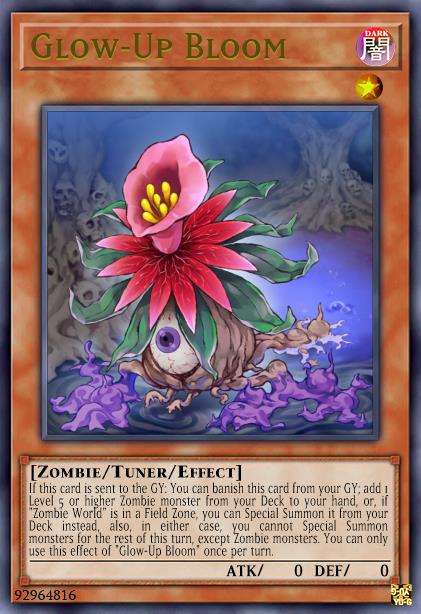 Glow-Up Bloom
DARK
闇
[Zombie/Tuner/Effect]
If this card is sent to the GY: You can banish this card from your GY; add 1
Level 5 or higher Zombie monster from your Deck to your hand, or, if
"Zombie World" is in a Field Zone, you can Special Summon it from your
Deck instead, also, in either case, you cannot Special Summon
monsters for the rest of this turn, except Zombie monsters. You can only
use this effect of "Glow-Up Bloom" once per turn.
ATK/ 0 DEF/ 0
92964816